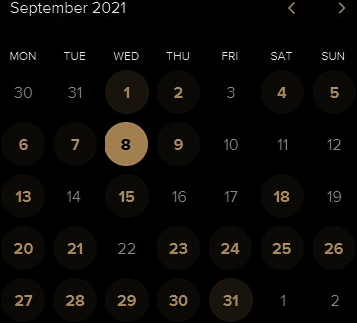 September 2021
MON TUE WED THU FRI SAT SUN
30 31 1 2 3 4 5
6 7 8 9 10 11 12
13 14 15 16 17 18 19
20 21 22 23 24 25 26
27 28 29 30 31 1 2